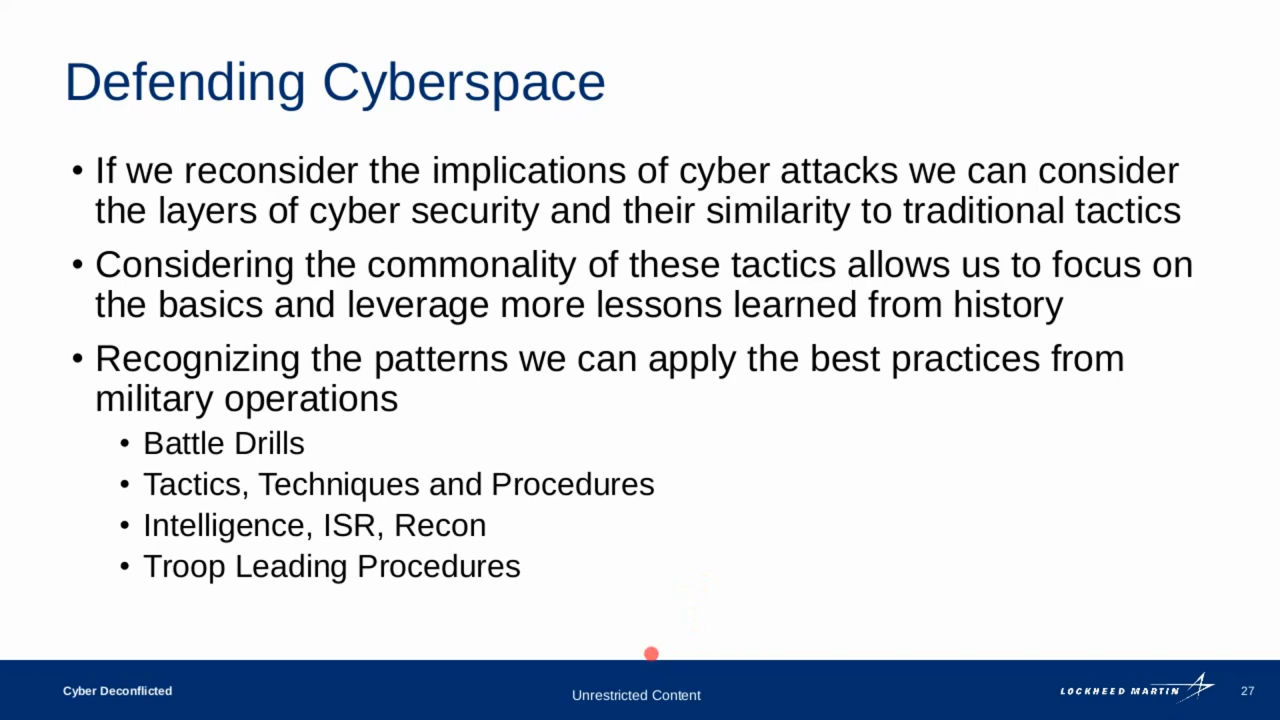 Defending Cyberspace
• If we reconsider the implications of cyber attacks we can consider
the layers of cyber security and their similarity to traditional tactics
• Considering the commonality of these tactics allows us to focus on
the basics and leverage more lessons learned from history
• Recognizing the patterns we can apply the best practices from
military operations
• Battle Drills
• Tactics, Techniques and Procedures
• Intelligence, ISR, Recon
• Troop Leading Procedures
Cyber Deconflicted
Unrestricted Content
LOCKHEED MARTIN
27